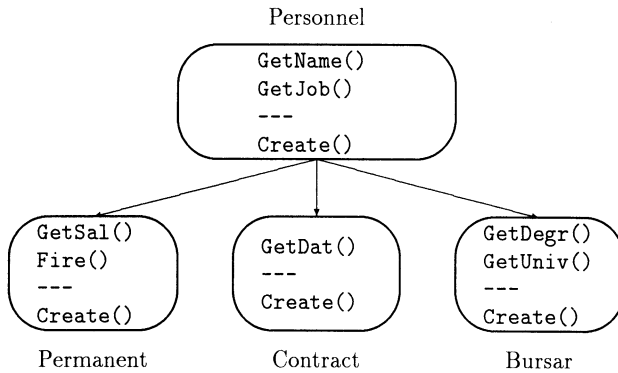 Personnel
GetName()
GetJob()
---
Create()
GetSal()
Fire()
---
Create()
GetDat()
---
Create()
GetDegr()
GetUniv()
---
Create()
Permanent
Contract
Bursar